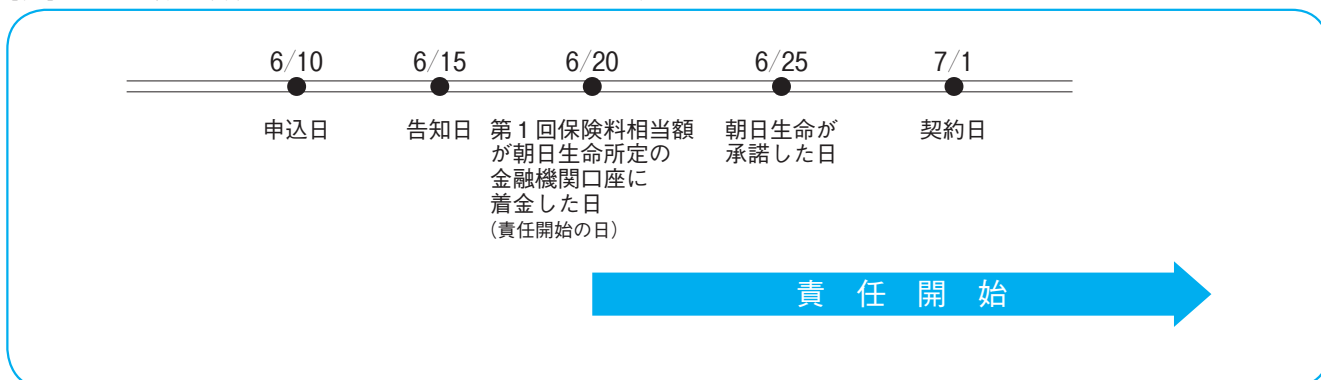 6/10 6/15 6/20 6/25 7/1
申込日
告知日
第1回保険料相当額
が朝日生命所定の
金融機関口座に
着金した日
(責任開始の日)
朝日生命が
承諾した日
契約日
責任開始